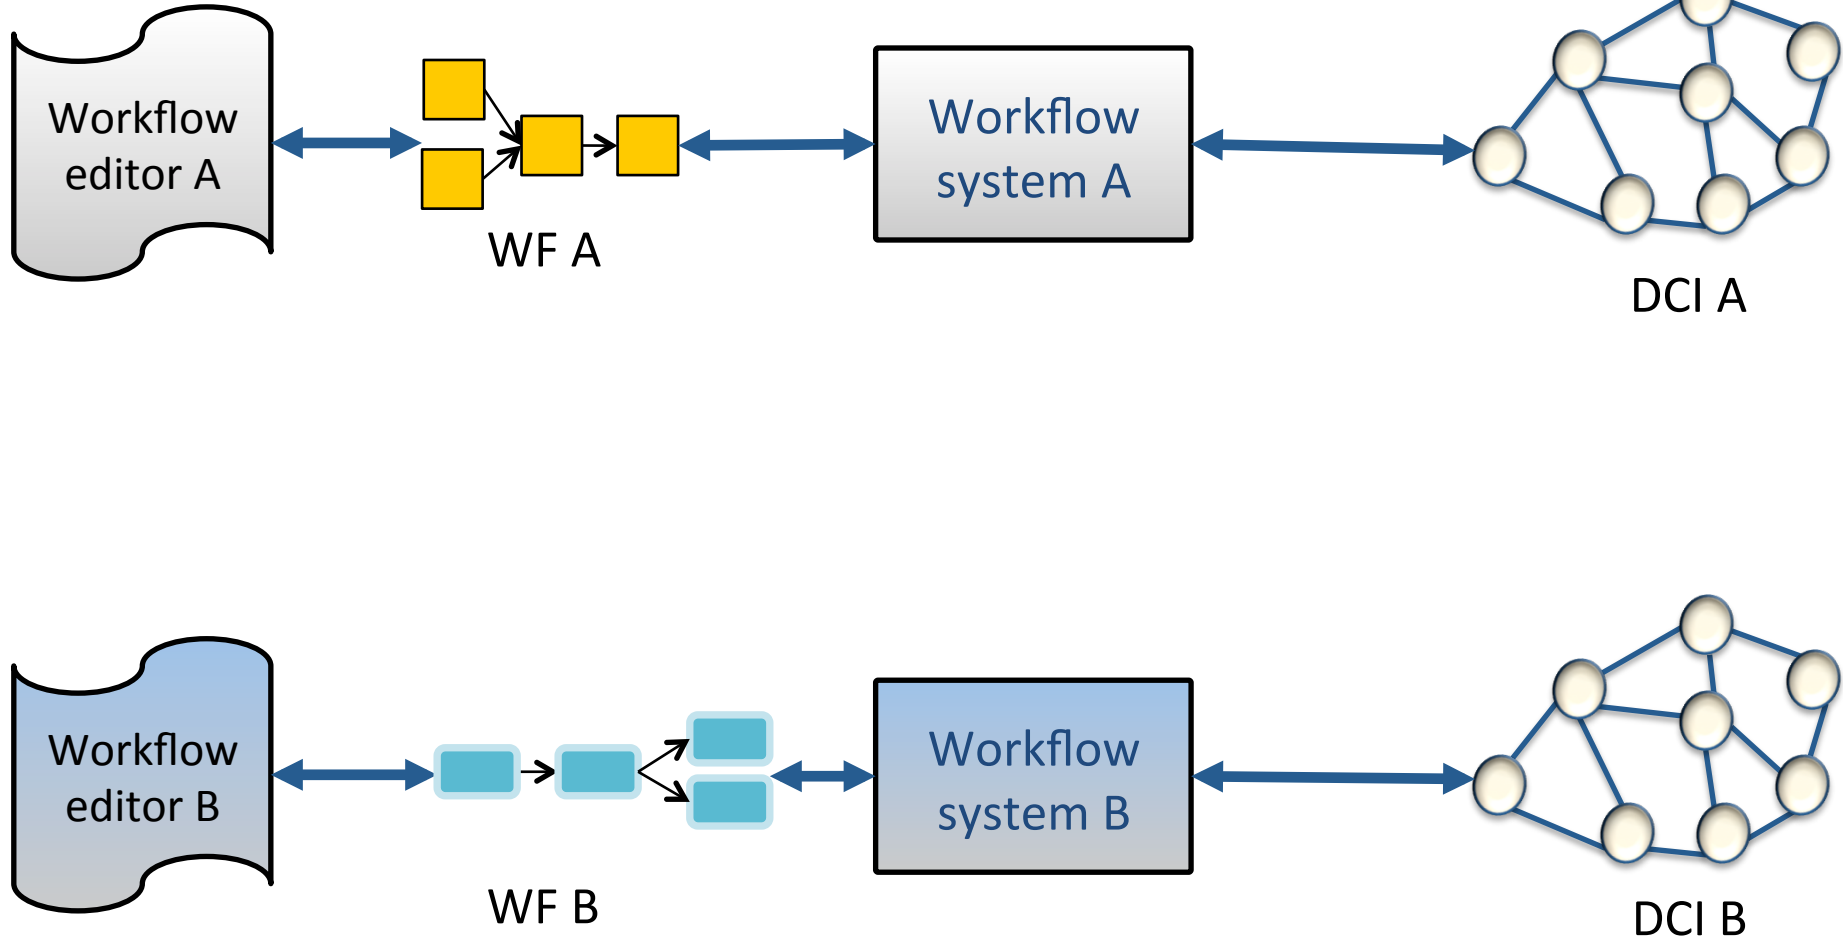 Workflow
editor A
WF A
Workflow
system A
DCI A
Workflow
editor B
WF B
Workflow
system B
DCI B